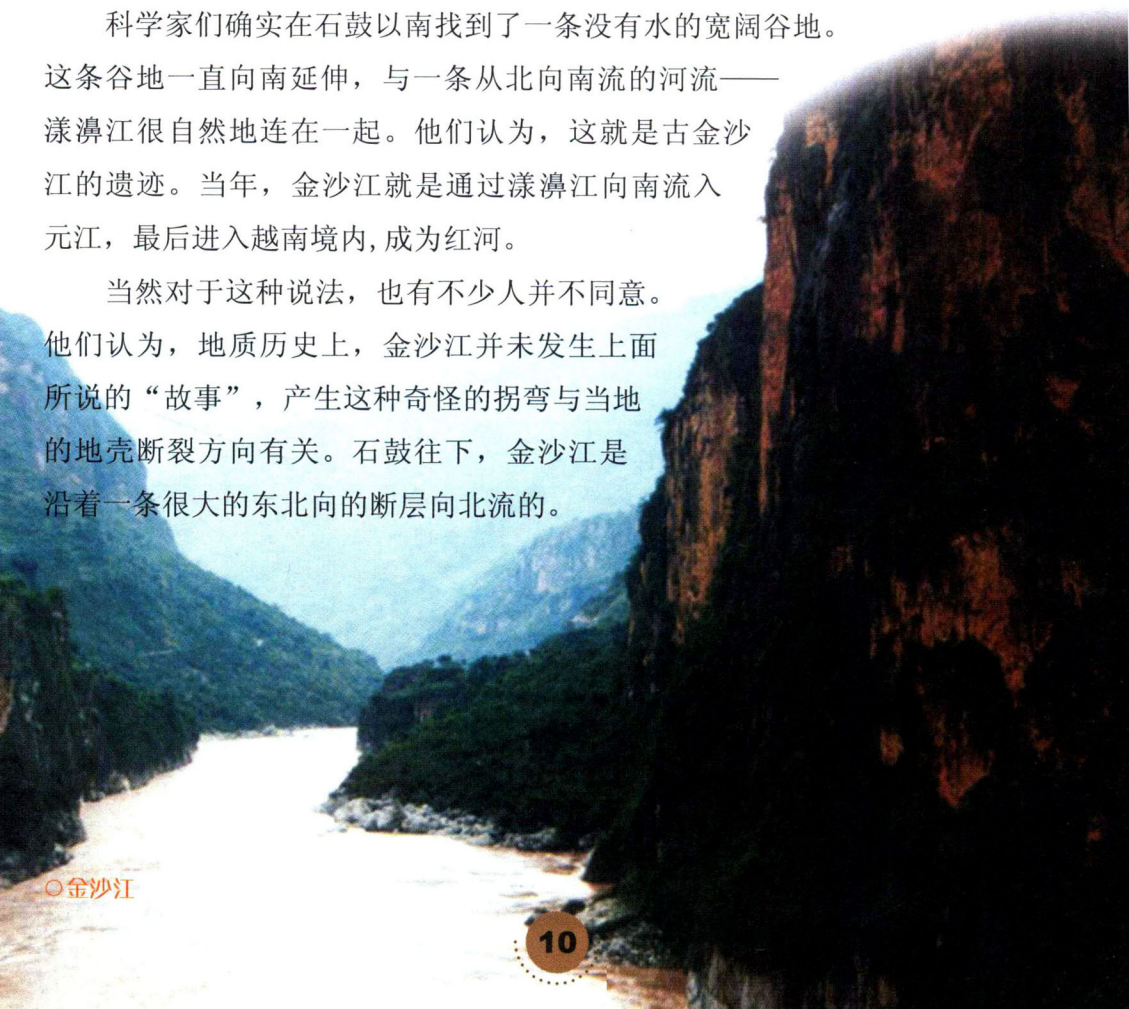 科学家们确实在石鼓以南找到了一条没有水的宽阔谷地。
这条谷地一直向南延伸，与一条从北向南流的河流——
漾濞江很自然地连在一起。他们认为，这就是古金沙
江的遗迹。当年，金沙江就是通过漾濞江向南流入
元江，最后进入越南境内,成为红河。
当然对于这种说法，也有不少人并不同意。
他们认为，地质历史上，金沙江并未发生上面
所说的“故事”，产生这种奇怪的拐弯与当地
的地壳断裂方向有关。石鼓往下，金沙江是
沿着一条很大的东北向的断层向北流的。
○金沙江
10